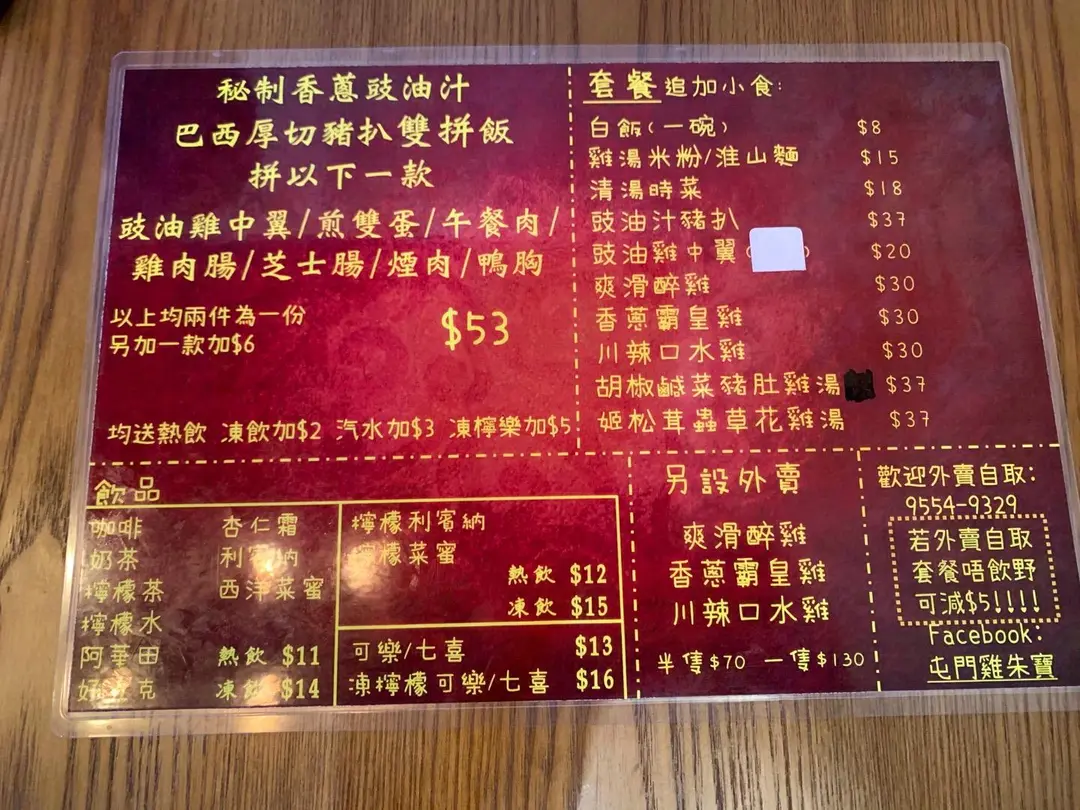 秘制香蔥豉油汁
巴西厚切豬扒雙拼飯
拼以下一款
豉油雞中翼/煎雙蛋/午餐肉/
雞肉腸/芝士腸/煙肉/鴨胸
以上均兩件為一份
另加一款加$6
$53
均送熱飲 凍飲加$2 汽水加$3 凍檸樂加$5
套餐追加小食:
白飯(一碗) $8
雞湯米粉/淮山麵 $15
清湯時菜 $18
豉油汁豬扒 $37
豉油雞中翼 $20
爽滑醉雞 $30
香蔥霸皇雞 $30
川辣口水雞 $30
胡椒鹹菜豬肚雞湯 $37
姬松茸蟲草花雞湯 $37
飲品
咖啡 杏仁霜
奶茶 利賓納
檸檬茶 西洋菜蜜
檸檬水
阿華田 熱飲 $11
好立克 凍飲 $14
檸檬利賓納
檸檬菜蜜
熱飲 $12
凍飲 $15
可樂/七喜 $13
凍檸檬可樂/七喜 $16
另設外賣
爽滑醉雞
香蔥霸皇雞
川辣口水雞
半隻$70 一隻$130
歡迎外賣自取:
9554-9329
若外賣自取
套餐唔飲野
可減$5!!!!
Facebook:
屯門雞朱寶